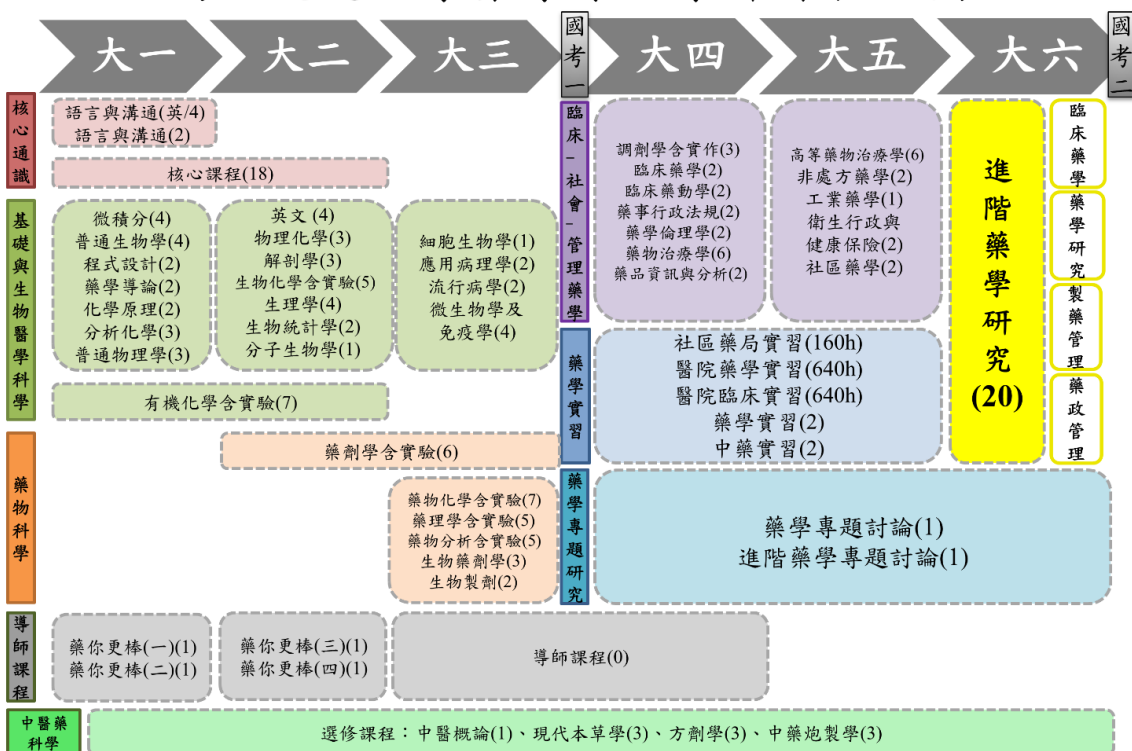 大一
大二
大三
國考一
大四
大五
大六
國考二
核心通識
語言與溝通(英/4)
語言與溝通(2)
核心課程(18)
基礎與生物醫學科學
微積分(4)
普通生物學(4)
程式設計(2)
藥學導論(2)
化學原理(2)
分析化學(3)
普通物理學(3)
英文 (4)
物理化學(3)
解剖學(3)
生物化學含實驗(5)
生理學(4)
生物統計學(2)
分子生物學(1)
細胞生物學(1)
應用病理學(2)
流行病學(2)
微生物學及
免疫學(4)
有機化學含實驗(7)
藥物科學
藥劑學含實驗(6)
藥物化學含實驗(7)
藥理學含實驗(5)
藥物分析含實驗(5)
生物藥劑學(3)
生物製劑(2)
臨床–社會–管理藥學
調劑學含實作(3)
臨床藥學(2)
臨床藥動學(2)
藥事行政法規(2)
藥學倫理學(2)
藥物治療學(6)
藥品資訊與分析(2)
高等藥物治療學(6)
非處方藥學(2)
工業藥學(1)
衛生行政與
健康保險(2)
社區藥學(2)
進階藥學研究
(20)
臨床藥學
藥學研究
製藥管理
藥政管理
藥學實習
社區藥局實習(160h)
醫院藥學實習(640h)
醫院臨床實習(640h)
藥學實習(2)
中藥實習(2)
藥學專題研究
藥學專題討論(1)
進階藥學專題討論(1)
導師課程
藥你更棒(一)(1)
藥你更棒(二)(1)
藥你更棒(三)(1)
藥你更棒(四)(1)
導師課程(0)
中醫藥
科學
選修課程：中醫概論(1)、現代本草學(3)、方劑學(3)、中藥炮製學(3)